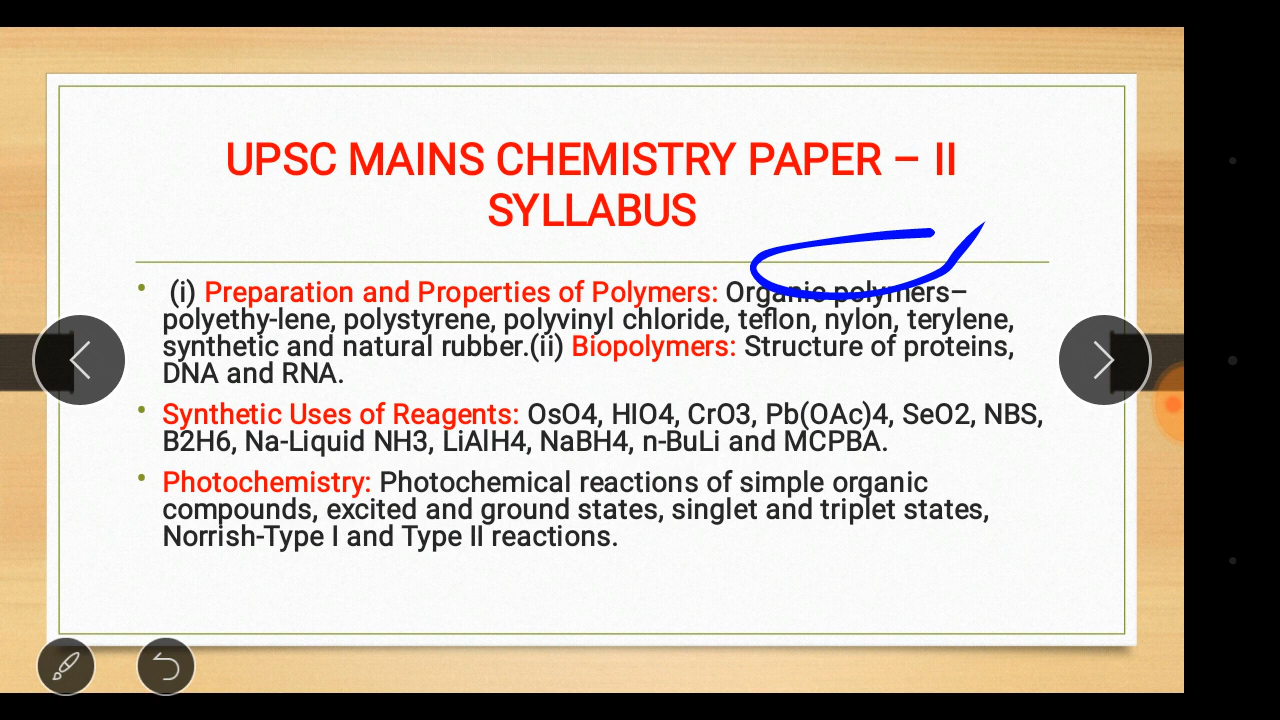 UPSC MAINS CHEMISTRY PAPER – II
SYLLABUS
• (i) Preparation and Properties of Polymers: Organic polymers–
polyethy-lene, polystyrene, polyvinyl chloride, teflon, nylon, terylene,
synthetic and natural rubber.(ii) Biopolymers: Structure of proteins,
DNA and RNA.
• Synthetic Uses of Reagents: OsO4, HIO4, CrO3, Pb(OAc)4, SeO2, NBS,
B2H6, Na-Liquid NH3, LiAlH4, NaBH4, n-BuLi and MCPBA.
• Photochemistry: Photochemical reactions of simple organic
compounds, excited and ground states, singlet and triplet states,
Norrish-Type I and Type II reactions.